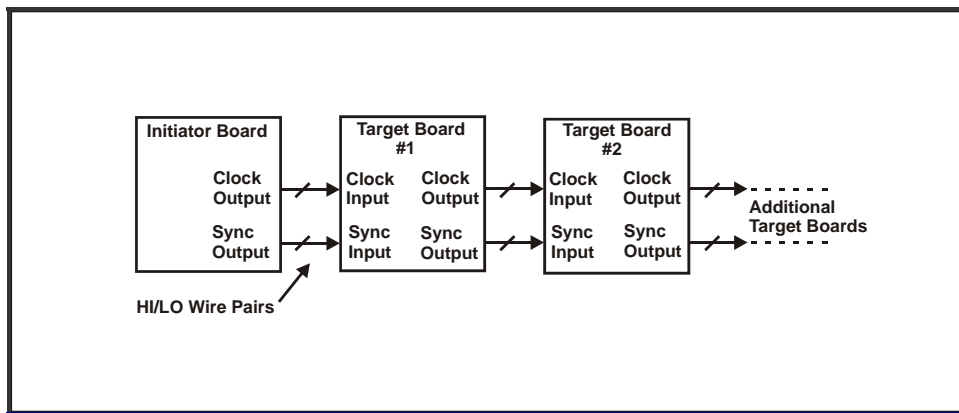 Initiator Board
Clock
Output
Sync
Output
Target Board
#1
Clock
Input
Clock
Output
Sync
Input
Sync
Output
Target Board
#2
Clock
Input
Clock
Output
Sync
Input
Sync
Output
Additional
Target Boards
HI/LO Wire Pairs